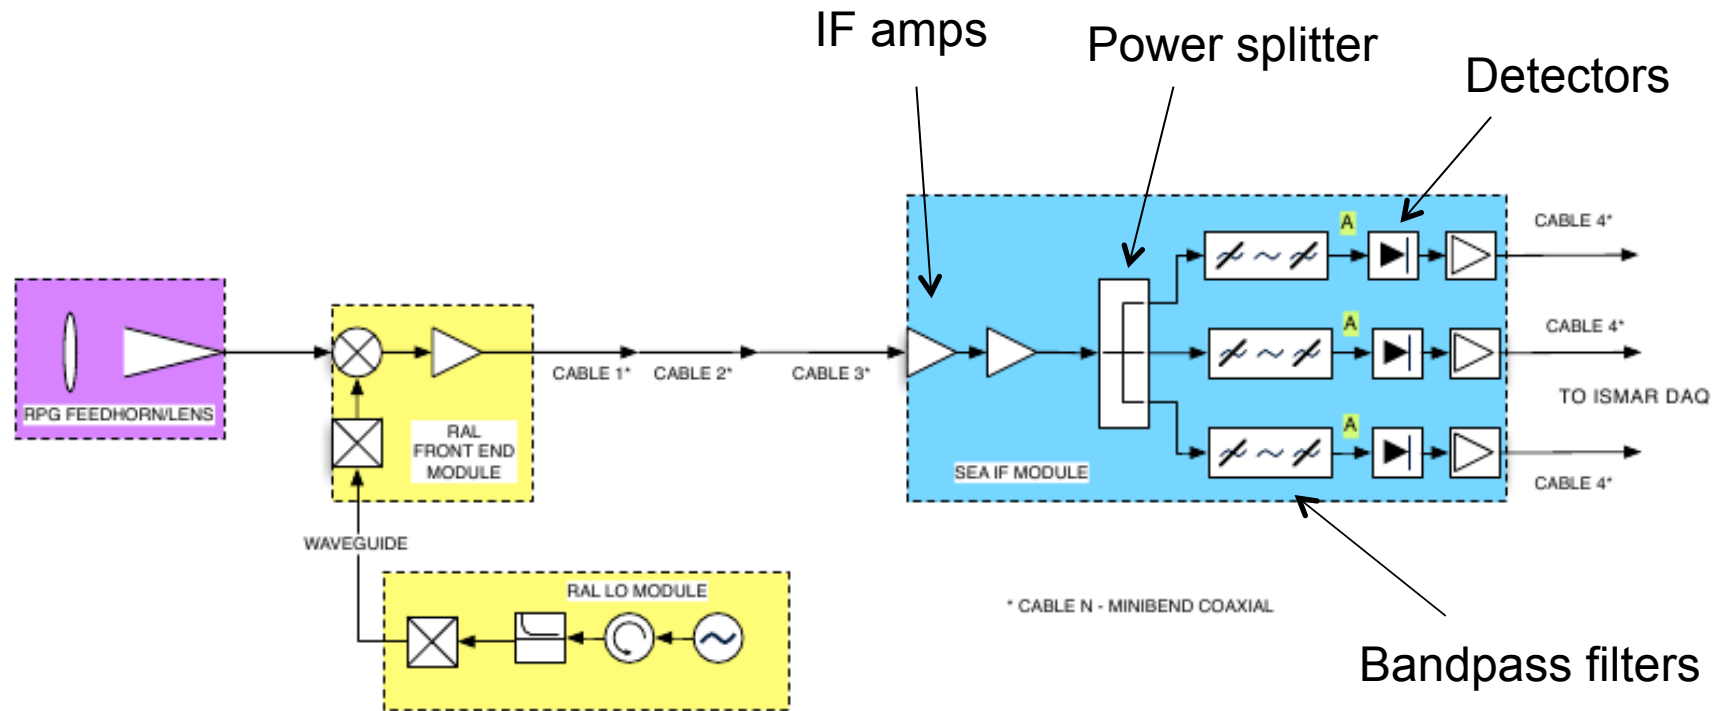 IF amps
Power splitter
Detectors
A
CABLE 4*
A
CABLE 4*
CABLE 1*
CABLE 2*
CABLE 3*
TO ISMAR DAQ
RPG FEEDHORN/LENS
RAL
FRONT END
MODULE
A
SEA IF MODULE
CABLE 4*
WAVEGUIDE
RAL LO MODULE
* CABLE N - MINIBEND COAXIAL
Bandpass filters